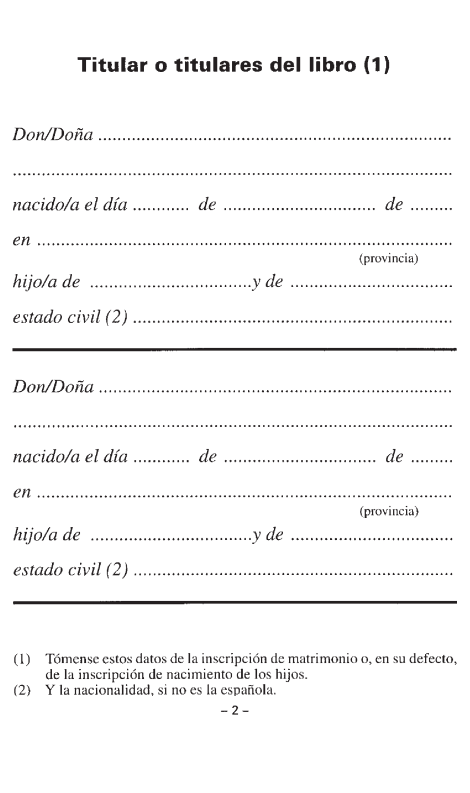 Titular o titulares del libro (1)
Don/Doña ..........................................................................
............................................................................................
nacido/a el día ............ de ................................ de .........
en .......................................................................................
(provincia)
hijo/a de ..................................y de ..................................
estado civil (2) ...................................................................
Don/Doña ..........................................................................
............................................................................................
nacido/a el día ............ de ................................ de .........
en .......................................................................................
(provincia)
hijo/a de ..................................y de ..................................
estado civil (2) ...................................................................
(1) Tómense estos datos de la inscripción de matrimonio o, en su defecto,
de la inscripción de nacimiento de los hijos.
(2) Y la nacionalidad, si no es la española.
– 2 –